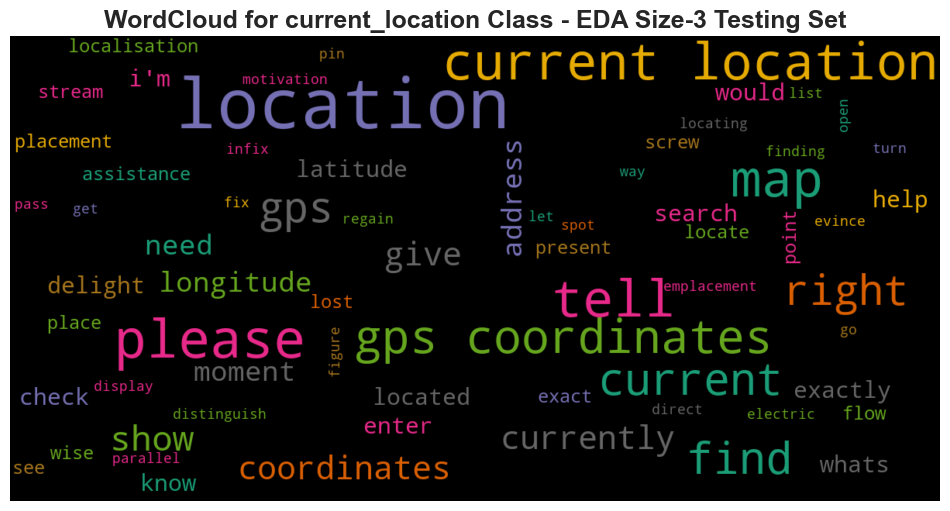 WordCloud for current_location Class - EDA Size-3 Testing Set
localisation
pin
current location
i'm
motivation
stream
location
would
list
open
placement
infix
locating
screw
finding
turn
assistance
latitude
address
way
map
pass
get
fix
gps
regain
let
spot
search
locate
point
evince
help
need
give
present
delight
longitude
lost
tell
emplacement
right
place
please
figure
gps coordinates
go
moment
check
display
located
exact
current
exactly
distinguish
direct
electric
flow
show
enter
wise
parallel
currently
find
whats
see
know
coordinates